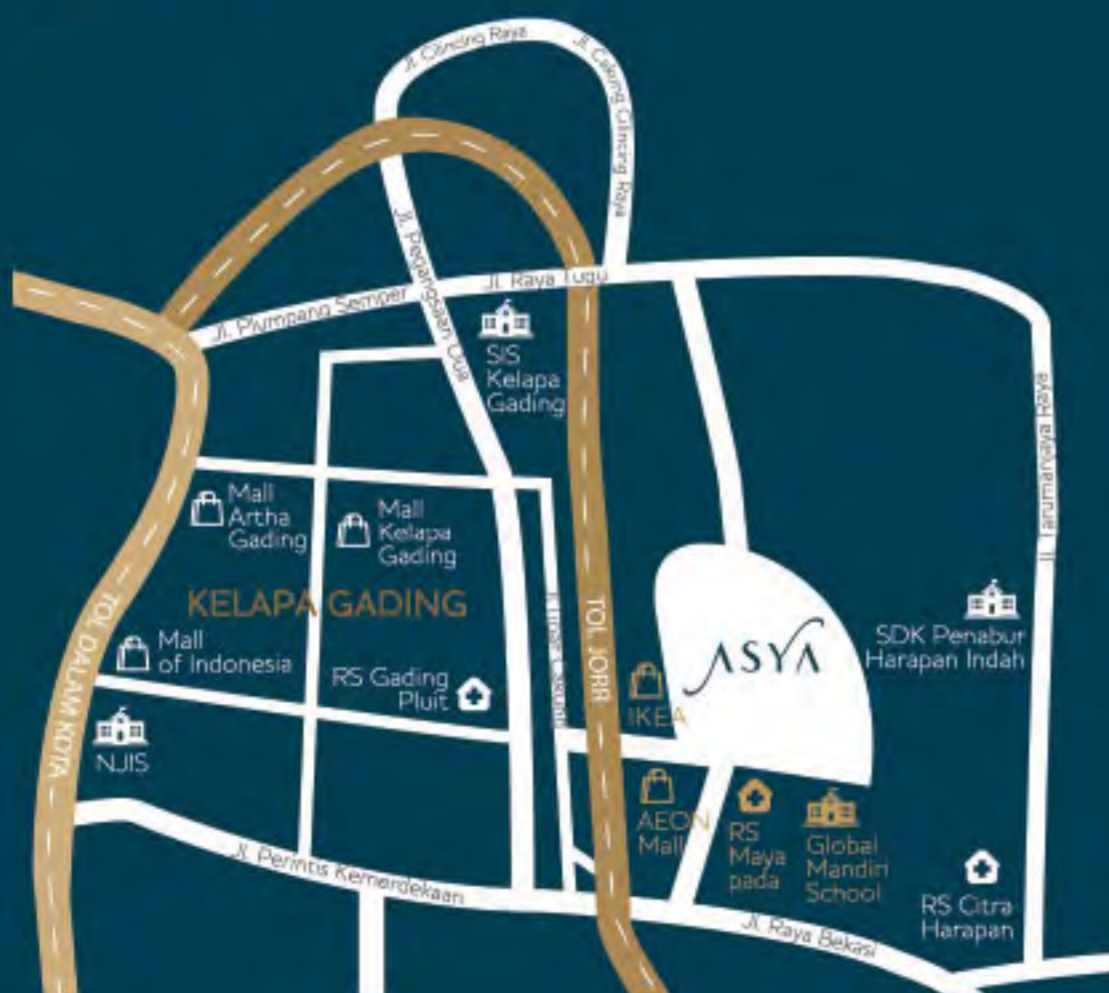 Jl. Cilincing Raya
Jl. Cakung Cilincing Raya
Jl. Pegangsaan Dua
Jl. Plumpang Semper
Jl. Raya Tugu
SIS
Kelapa
Gading
Jl. Tarumanjaya Raya
Mall
Artha
Gading
Mall
Kelapa
Gading
KELAPA GADING
TOL DALAM KOTA
TOL JORR
Mall
of Indonesia
RS Gading
Pluit
NJIS
IKEA
ASYA
SDK Penabur
Harapan Indah
AEON
Mall
RS
Maya
pada
Global
Mandiri
School
RS Citra
Harapan
Jl. Perintis Kemerdekaan
Jl. Raya Bekasi